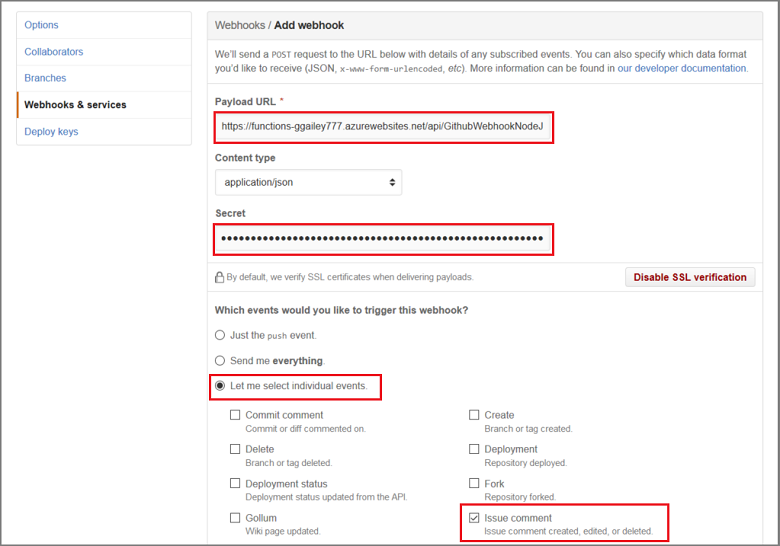 Options
Collaborators
Branches
Webhooks & services
Deploy keys
Webhooks / Add webhook
We'll send a POST request to the URL below with details of any subscribed events. You can also specify which data format
you'd like to receive (JSON, x-www-form-urlencoded, etc). More information can be found in our developer documentation.
Payload URL *
https://functions-ggailey777.azurewebsites.net/api/GithubWebhookNodeJ
Content type
application/json
Secret
By default, we verify SSL certificates when delivering payloads.
Disable SSL verification
Which events would you like to trigger this webhook?
Just the push event.
Send me everything.
Let me select individual events.
Commit comment
Commit or diff commented on.
Create
Branch or tag created.
Delete
Branch or tag deleted.
Deployment
Repository deployed.
Deployment status
Deployment status updated from the API.
Fork
Repository forked.
Gollum
Wiki page updated.
Issue comment
Issue comment created, edited, or deleted.